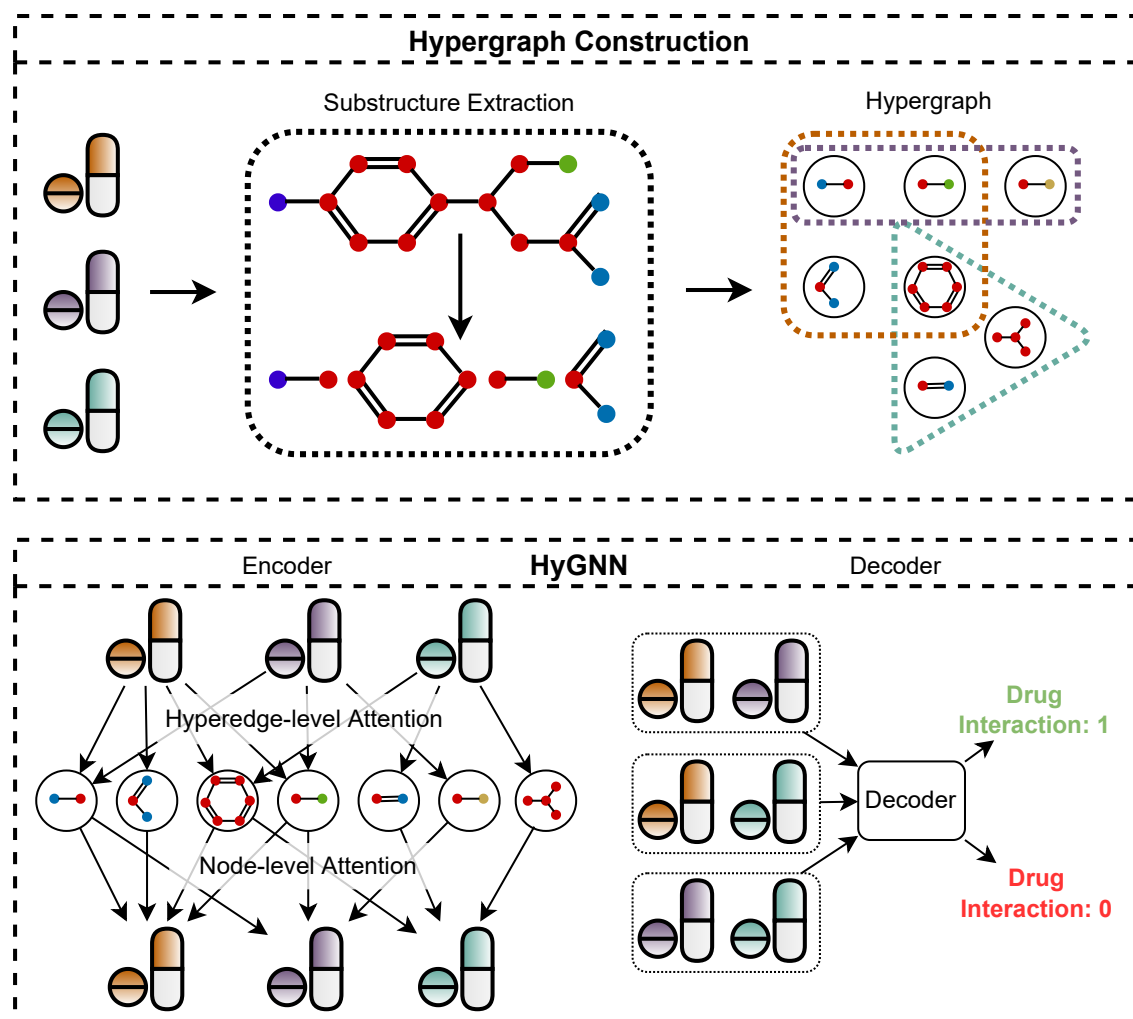 Hypergraph Construction
Substructure Extraction
Hypergraph
Encoder
HyGNN
Decoder
Hyperedge-level Attention
Node-level Attention
Decoder
Drug
Interaction: 1
Drug
Interaction: 0